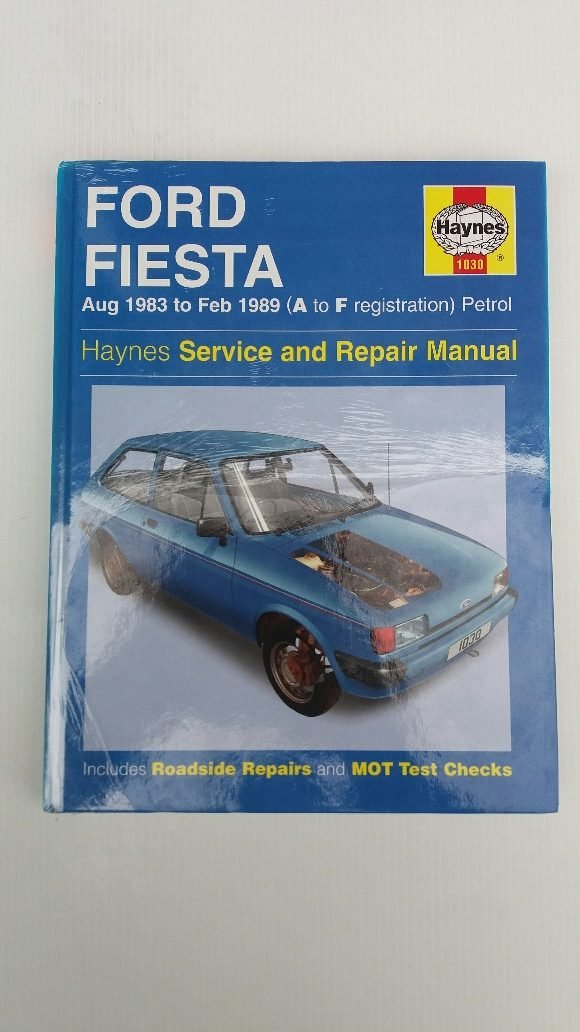 FORD
FIESTA
Aug 1983 to Feb 1989 (A to F registration) Petrol
Haynes
1030
®
Haynes Service and Repair Manual
1030
Includes Roadside Repairs and MOT Test Checks